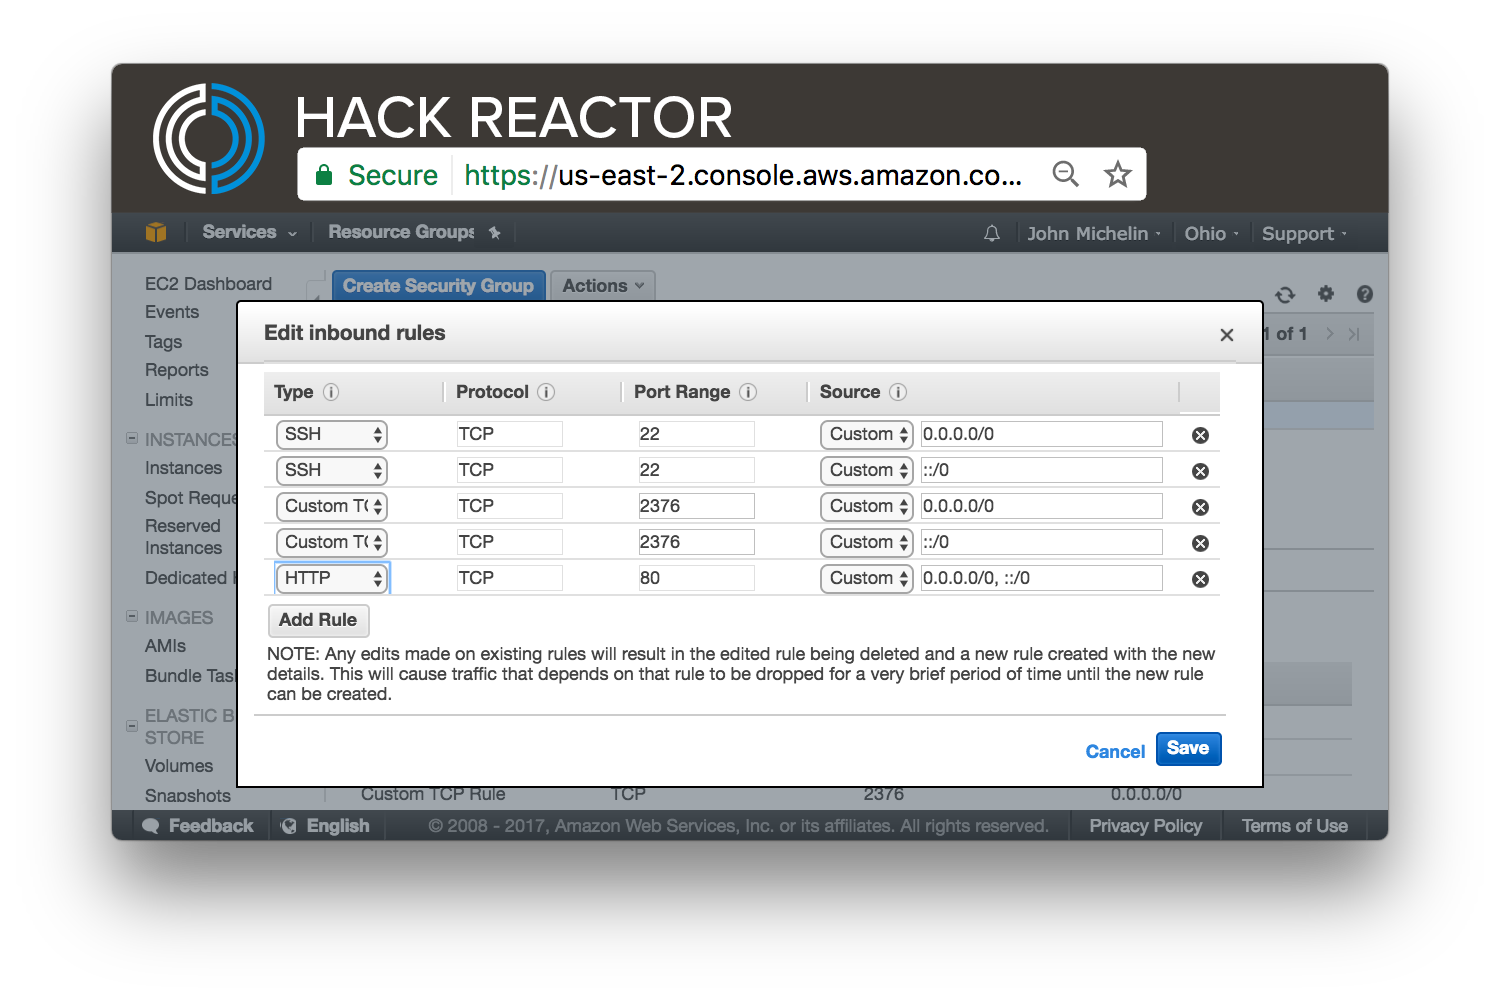 HACK REACTOR
Secure https://us-east-2.console.aws.amazon.co...
Services Resource Groups John Michelin Ohio Support
EC2 Dashboard
Events
Tags
Reports
Limits
INSTANCES
Instances
Spot Reque
Reserved
Instances
Dedicated
IMAGES
AMIs
Bundle Tas
ELASTIC B
STORE
Volumes
Snapshots
Create Security Group Actions
1 of 1
Edit inbound rules
Type Protocol Port Range Source
SSH TCP 22 Custom 0.0.0.0/0
SSH TCP 22 Custom ::/0
Custom TC TCP 2376 Custom 0.0.0.0/0
Custom TC TCP 2376 Custom ::/0
HTTP TCP 80 Custom 0.0.0.0/0, ::/0
Add Rule
NOTE: Any edits made on existing rules will result in the edited rule being deleted and a new rule created with the new
details. This will cause traffic that depends on that rule to be dropped for a very brief period of time until the new rule
can be created.
Cancel Save
Custom TCP Rule TCP 2376 0.0.0.0/0
Feedback English © 2008 - 2017, Amazon Web Services, Inc. or its affiliates. All rights reserved. Privacy Policy Terms of Use